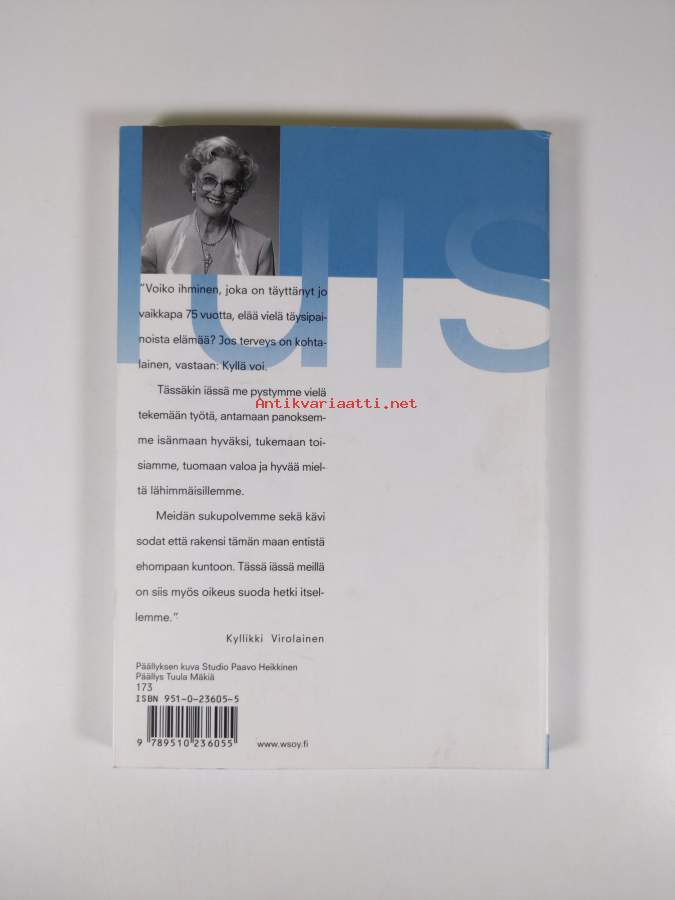 luis
"Voiko ihminen, joka on täyttänyt jo
vaikkapa 75 vuotta, elää vielä täysipai-
noista elämää? Jos terveys on kohta-
lainen, vastaan: Kyllä voi.
Tässäkin iässä me pystymme vielä
Antikvariaatti.net
tekemään työtä, antamaan panoksem-
me isänmaan hyväksi, tukemaan toi-
siamme, tuomaan valoa ja hyvää miel-
tä lähimmäisillemme.
Meidän sukupolvemme sekä kävi
sodat että rakensi tämän maan entistä
ehompaan kuntoon. Tässä iässä meillä
on siis myös oikeus suoda hetki itsel-
lemme."
Kyllikki Virolainen
Päällyksen kuva Studio Paavo Heikkinen
Päällys Tuula Mäkiä
173
ISBN 951-0-23605-5
9 789510 236055
www.wsoy.fi